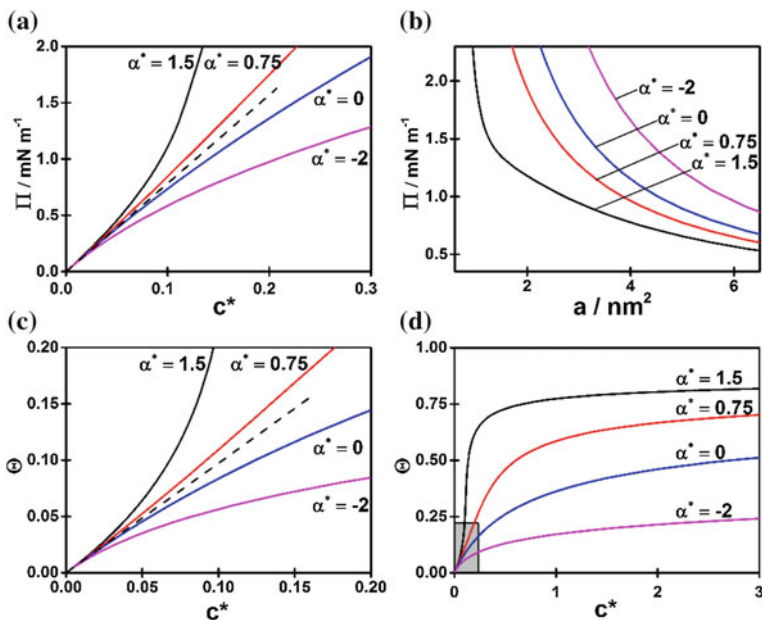 (a)
2.0
1.5
1.0
0.5
0.0
Π / mN m⁻¹
α* = 1.5
α* = 0.75
α* = 0
α* = -2
0.0 0.1 0.2 0.3
c*
(b)
2.0
1.5
1.0
0.5
Π / mN m⁻¹
α* = -2
α* = 0
α* = 0.75
α* = 1.5
2 4 6
a / nm²
(c)
0.20
0.15
0.10
0.05
0.00
Θ
α* = 1.5
α* = 0.75
α* = 0
α* = -2
0.00 0.05 0.10 0.15 0.20
c*
(d)
1.00
0.75
0.50
0.25
0.00
Θ
α* = 1.5
α* = 0.75
α* = 0
α* = -2
0 1 2 3
c*